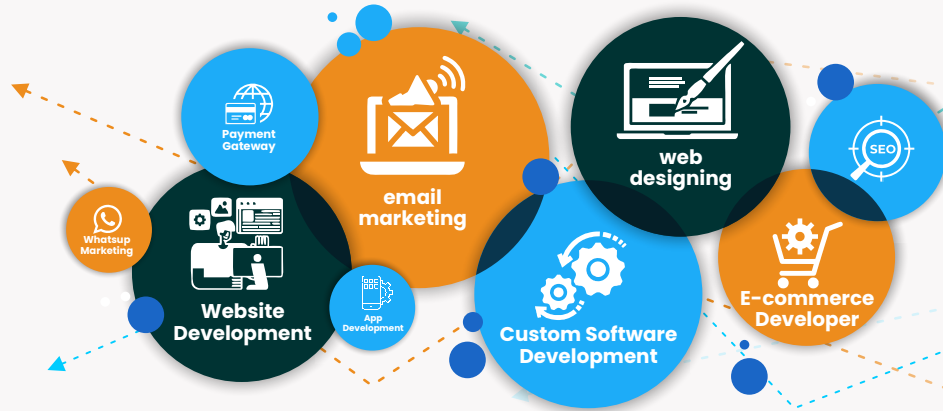 Payment
Gateway
email
marketing
web
designing
SEO
Whatsup
Marketing
Website
Development
App
Development
Custom Software
Development
E-commerce
Developer